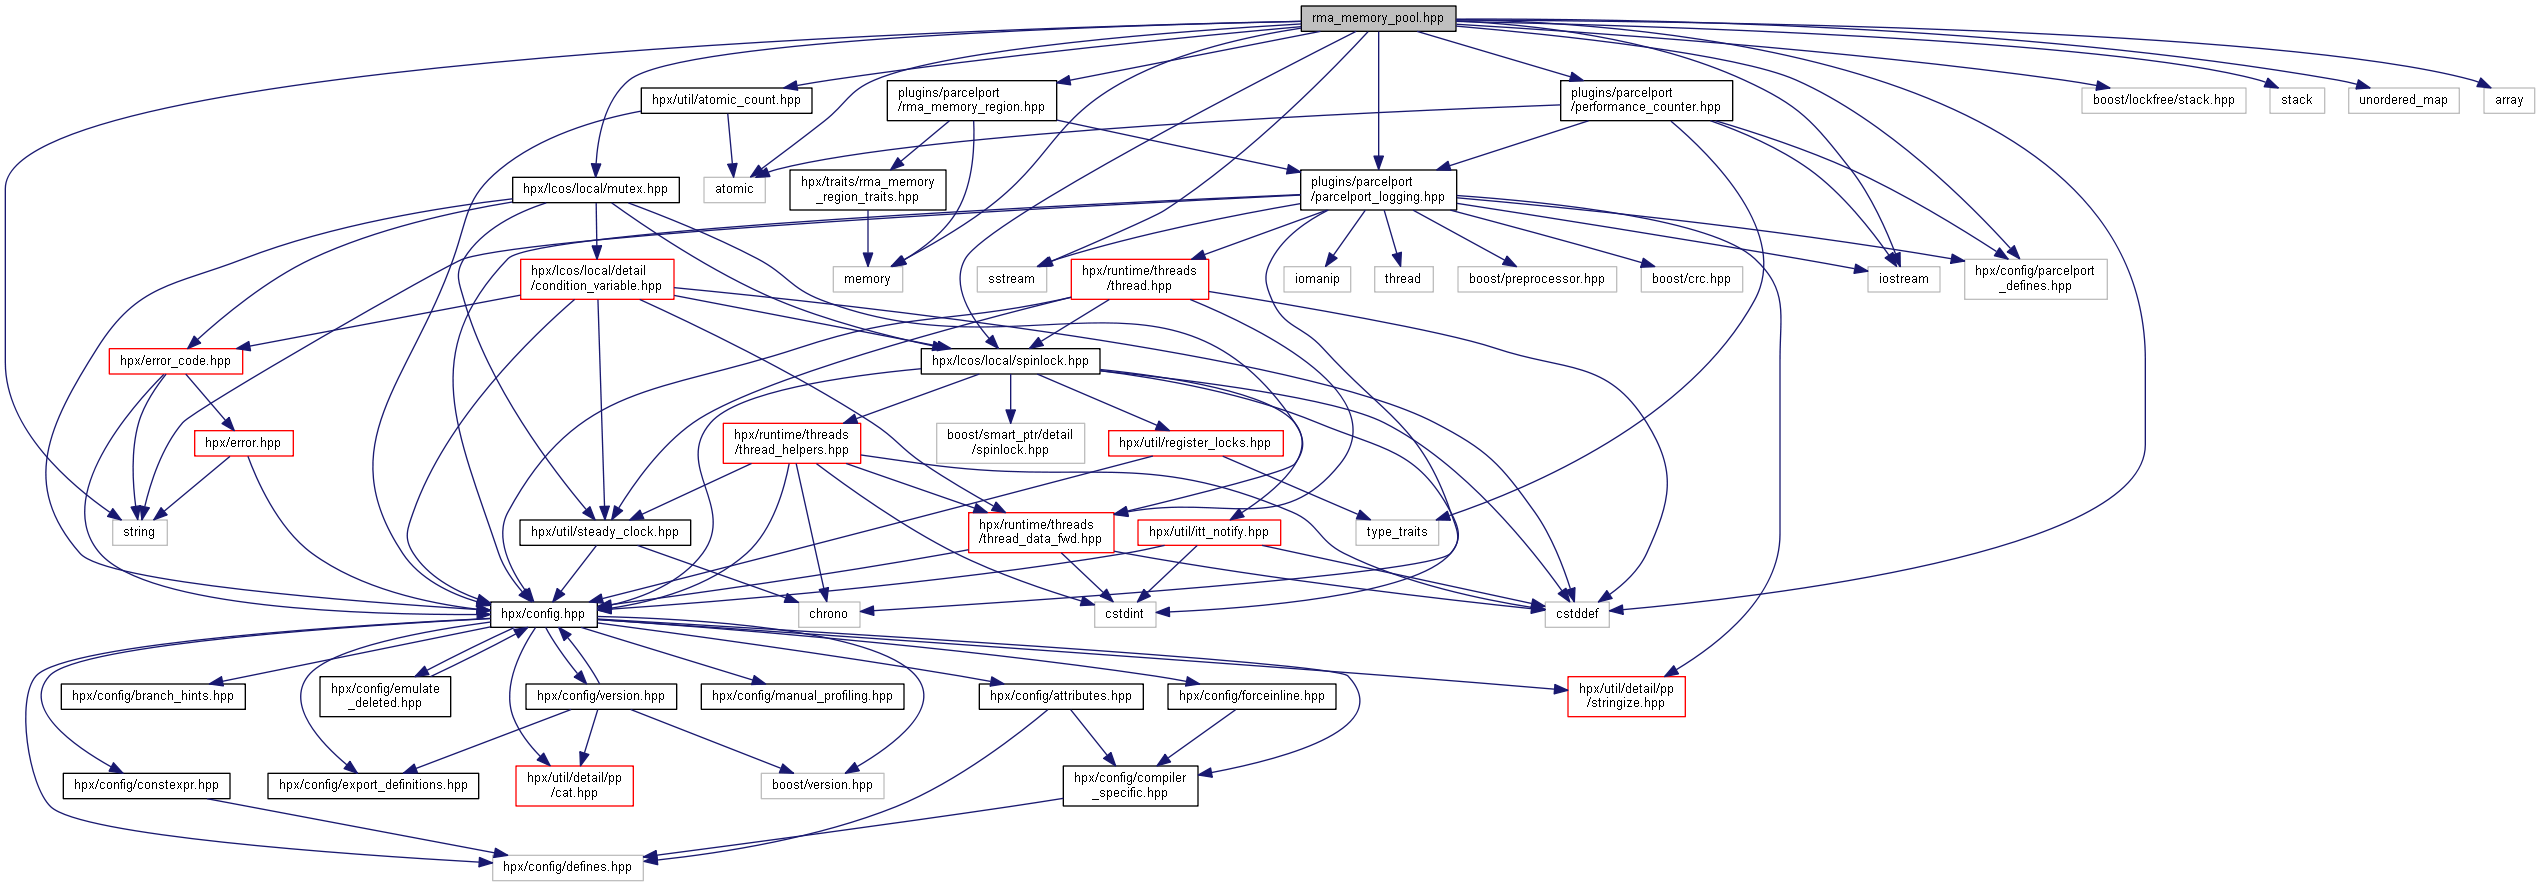 rma_memory_pool.hpp
hpx/util/atomic_count.hpp
plugins/parcelport
/rma_memory_region.hpp
plugins/parcelport
/performance_counter.hpp
boost/lockfree/stack.hpp
stack
unordered_map
array
hpx/lcos/local/mutex.hpp
atomic
hpx/traits/rma_memory
_region_traits.hpp
plugins/parcelport
/parcelport_logging.hpp
hpx/lcos/local/detail
/condition_variable.hpp
memory
sstream
hpx/runtime/threads
/thread.hpp
iomanip
thread
boost/preprocessor.hpp
boost/crc.hpp
iostream
hpx/config/parcelport
_defines.hpp
hpx/error_code.hpp
hpx/lcos/local/spinlock.hpp
hpx/error.hpp
hpx/runtime/threads
/thread_helpers.hpp
boost/smart_ptr/detail
/spinlock.hpp
hpx/util/register_locks.hpp
string
hpx/util/steady_clock.hpp
hpx/runtime/threads
/thread_data_fwd.hpp
hpx/util/itt_notify.hpp
type_traits
hpx/config.hpp
chrono
cstdint
cstddef
hpx/config/branch_hints.hpp
hpx/config/emulate
_deleted.hpp
hpx/config/version.hpp
hpx/config/manual_profiling.hpp
hpx/config/attributes.hpp
hpx/config/forceinline.hpp
hpx/util/detail/pp
/stringize.hpp
hpx/config/constexpr.hpp
hpx/config/export_definitions.hpp
hpx/util/detail/pp
/cat.hpp
boost/version.hpp
hpx/config/compiler
_specific.hpp
hpx/config/defines.hpp